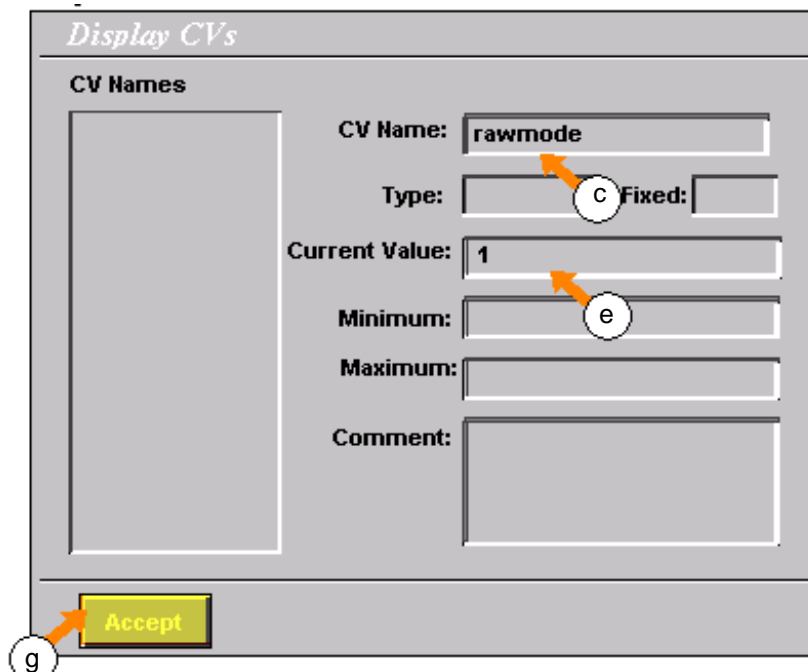 Display CVs
CV Names
CV Name: rawmode
Type: c Fixed:
Current Value: 1
Minimum: e
Maximum:
Comment:
Accept
g